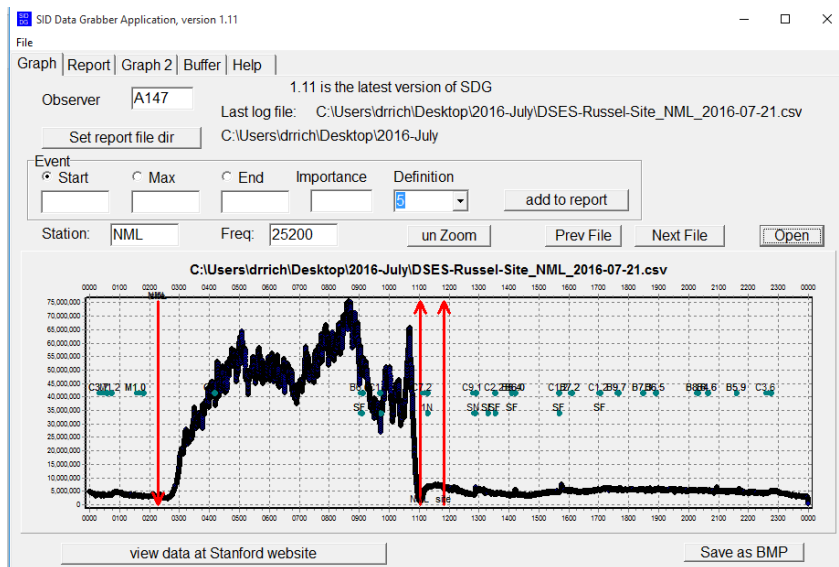 SID Data Grabber Application, version 1.11
File
Graph Report Graph 2 Buffer Help
1.11 is the latest version of SDG
Observer A147
Last log file: C:\Users\drrich\Desktop\2016-July\DSES-Russel-Site_NML_2016-07-21.csv
Set report file dir C:\Users\drrich\Desktop\2016-July
Event
Start Max End Importance Definition
5 add to report
Station: NML Freq: 25200 un Zoom Prev File Next File Open
C:\Users\drrich\Desktop\2016-July\DSES-Russel-Site_NML_2016-07-21.csv
0000 0100 0200 0300 0400 0500 0600 0700 0800 0900 1000 1100 1200 1300 1400 1500 1600 1700 1800 1900 2000 2100 2200 2300 0000
75,000,000
70,000,000
65,000,000
60,000,000
55,000,000
50,000,000
45,000,000
M1.0 C9.1 B9.7 B5.9 C3.6
40,000,000
35,000,000
SF 1N SN SF SF SF SF
30,000,000
25,000,000
20,000,000
15,000,000
10,000,000
5,000,000
0
0000 0100 0200 0300 0400 0500 0600 0700 0800 0900 1000 1100 1200 1300 1400 1500 1600 1700 1800 1900 2000 2100 2200 2300 0000
view data at Stanford website Save as BMP